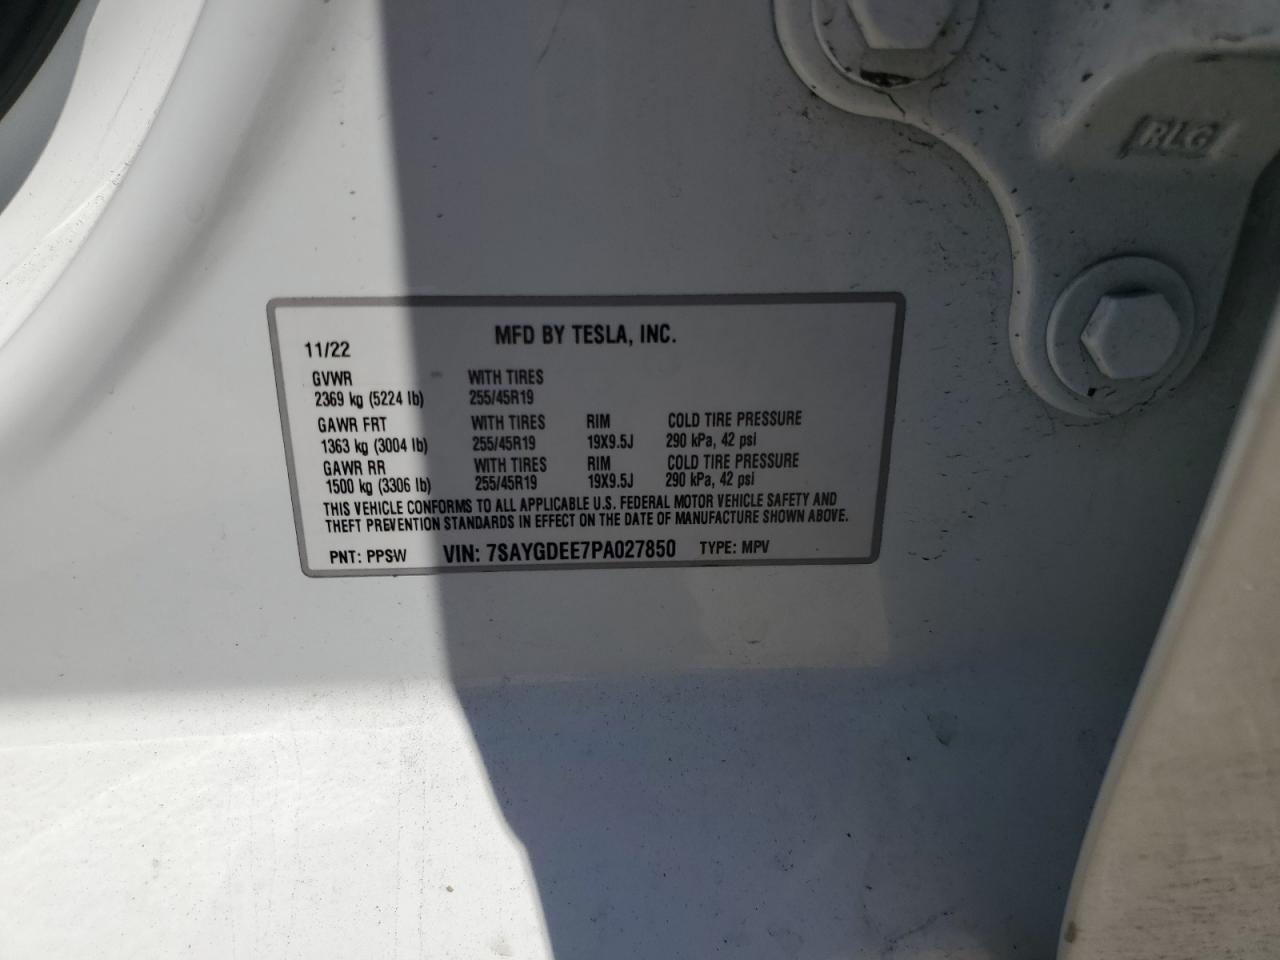 RLG
MFD BY TESLA, INC.
11/22
GVWR WITH TIRES
2369 kg (5224 lb) 255/45R19
GAWR FRT WITH TIRES RIM COLD TIRE PRESSURE
1363 kg (3004 lb) 255/45R19 19X9.5J 290 kPa, 42 psi
GAWR RR WITH TIRES RIM COLD TIRE PRESSURE
1500 kg (3306 lb) 255/45R19 19X9.5J 290 kPa, 42 psi
THIS VEHICLE CONFORMS TO ALL APPLICABLE U.S. FEDERAL MOTOR VEHICLE SAFETY AND
THEFT PREVENTION STANDARDS IN EFFECT ON THE DATE OF MANUFACTURE SHOWN ABOVE.
PNT: PPSW VIN: 7SAYGDEE7PA027850 TYPE: MPV